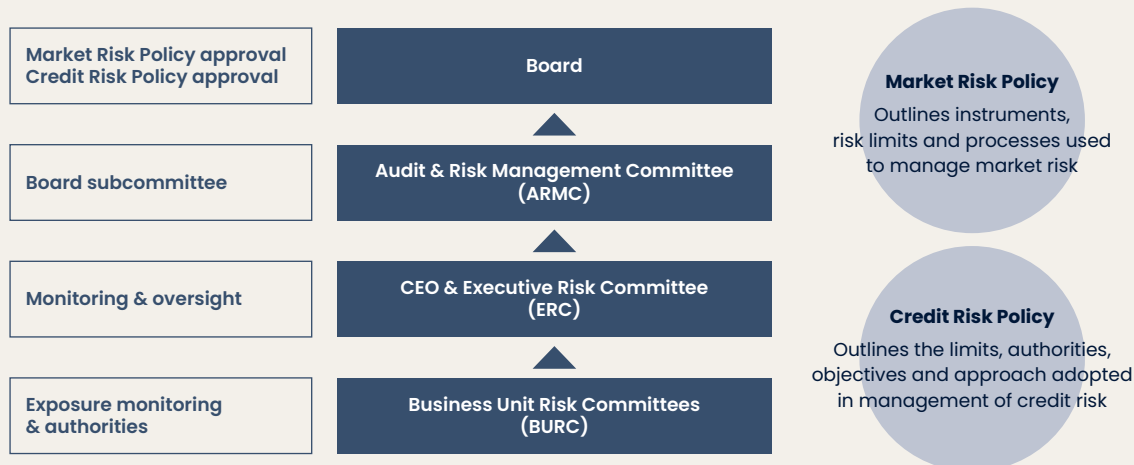 Market Risk Policy approval
Credit Risk Policy approval
Board
Board subcommittee
Audit & Risk Management Committee
(ARMC)
Monitoring & oversight
CEO & Executive Risk Committee
(ERC)
Exposure monitoring
& authorities
Business Unit Risk Committees
(BURC)
Market Risk Policy
Outlines instruments,
risk limits and processes used
to manage market risk
Credit Risk Policy
Outlines the limits, authorities,
objectives and approach adopted
in management of credit risk